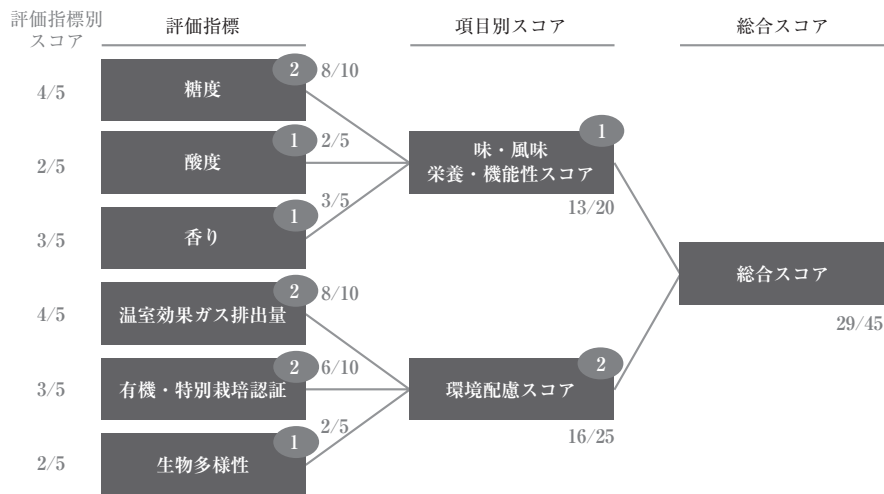 評価指標別
スコア
評価指標
項目別スコア
総合スコア
4/5
糖度
2
8/10
2/5
酸度
1
2/5
3/5
香り
1
3/5
味・風味
栄養・機能性スコア
1
13/20
4/5
温室効果ガス排出量
2
8/10
3/5
有機・特別栽培認証
2
6/10
2/5
生物多様性
1
2/5
環境配慮スコア
2
16/25
総合スコア
29/45